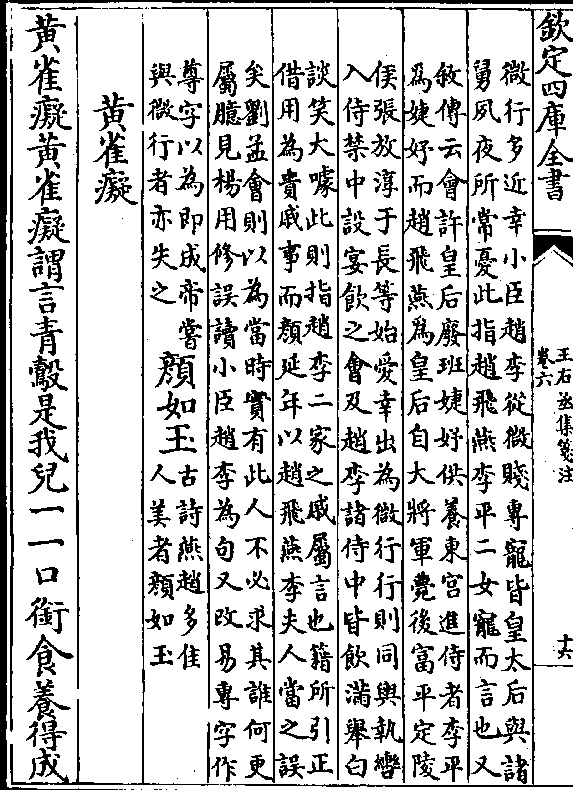 欽定四庫全書
王右丞集箋注
卷六
十六
微行多近幸小臣趙李從微賤專寵皆皇太后與諸
舅夙夜所常憂此指趙飛燕李平二女寵而言也又
敘傳云會許皇后廢班婕妤供養東宮進侍者李平
為婕妤而趙飛燕為皇后自大將軍薨後富平定陵
侯張放淳于長等始愛幸出為微行行則同輿執轡
入侍禁中設宴飲之會及趙李諸侍中皆飲滿舉白
談笑大噱此則指趙李二家之戚屬言也籍所引正
借用為貴戚事而顏延年以趙飛燕李夫人當之誤
矣劉孟會則以為當時實有此人不必求其誰何更
屬臆見楊用修誤讀小臣趙李為句又改易專字作
尊字以為即成帝嘗
與微行者亦失之
顏如玉
古詩燕趙多佳
人美者顏如玉
黃雀癡
黃雀癡黃雀癡謂言青鷇是我兒一一口銜食養得成